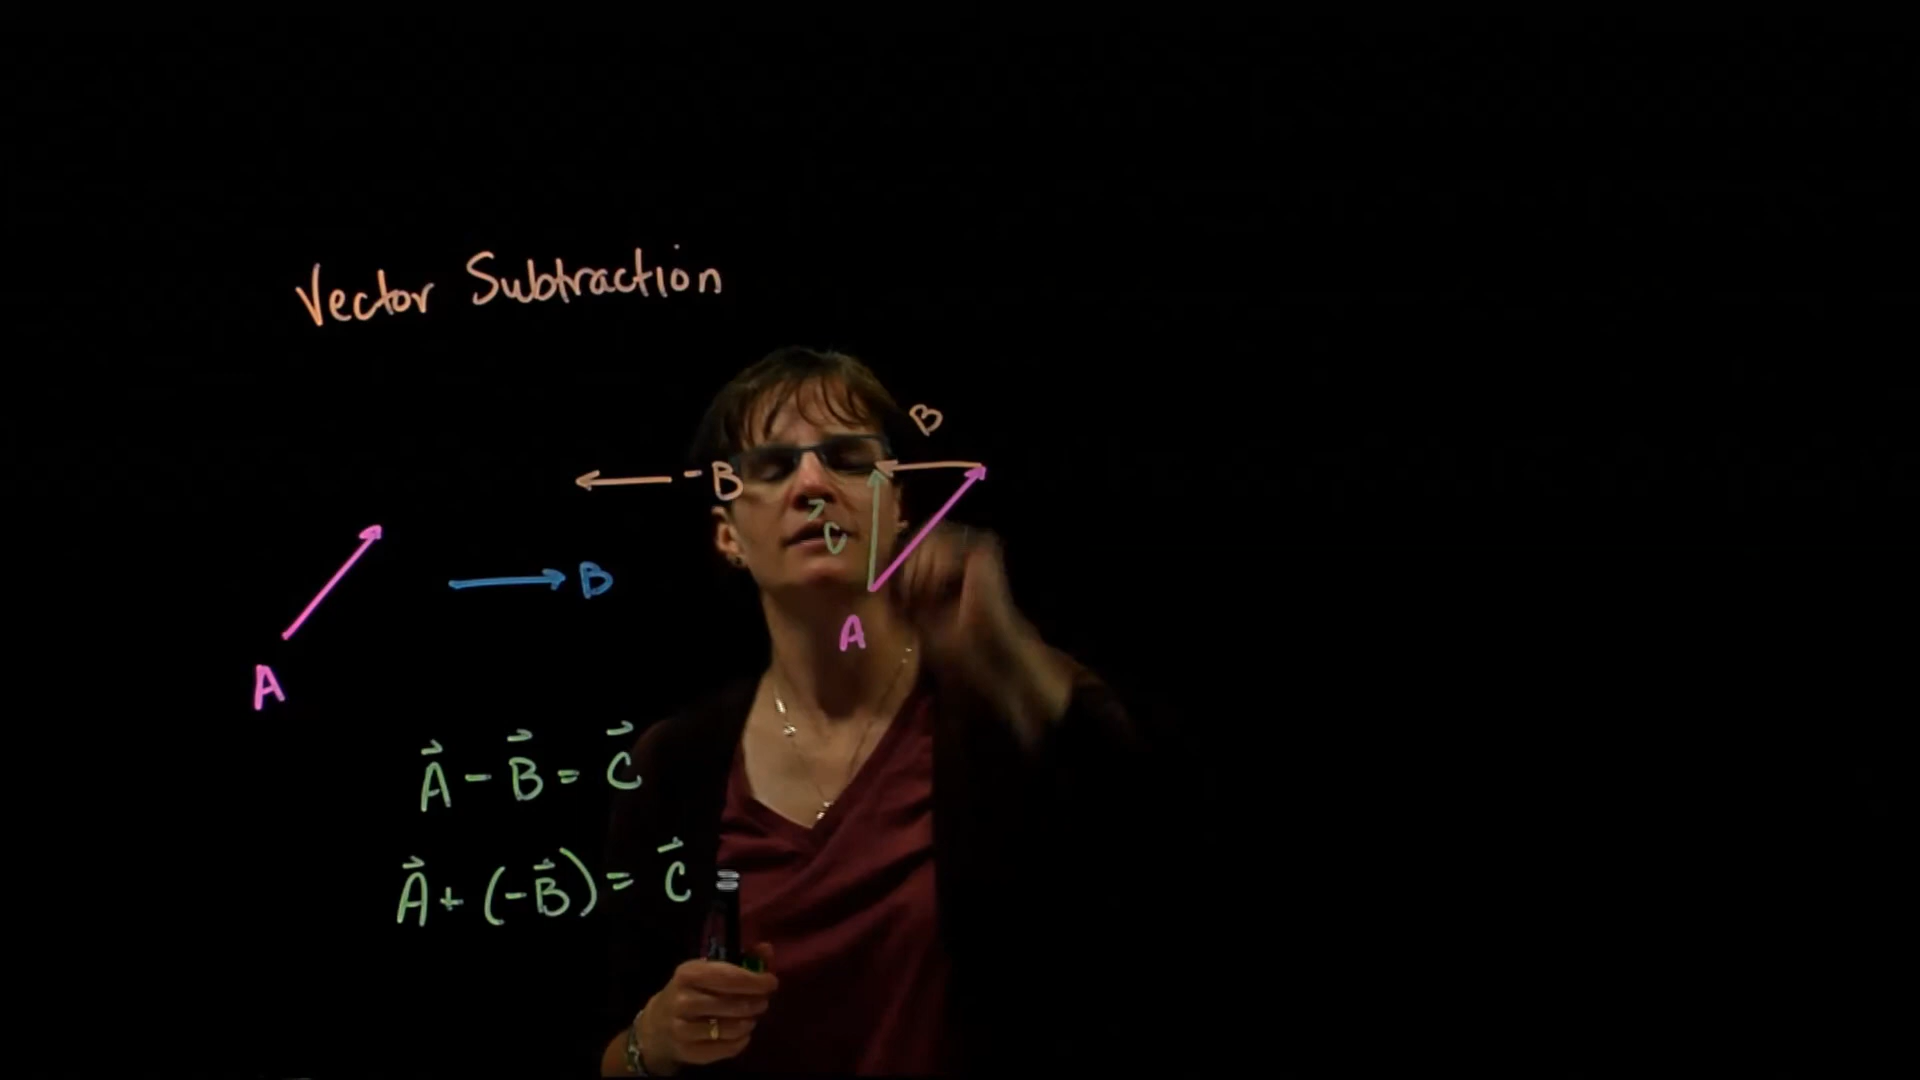 Vector Subtraction
B
-B
C⃗
B
A
A
A⃗ - B⃗ = C⃗
A⃗ + (-B⃗) = C⃗ =